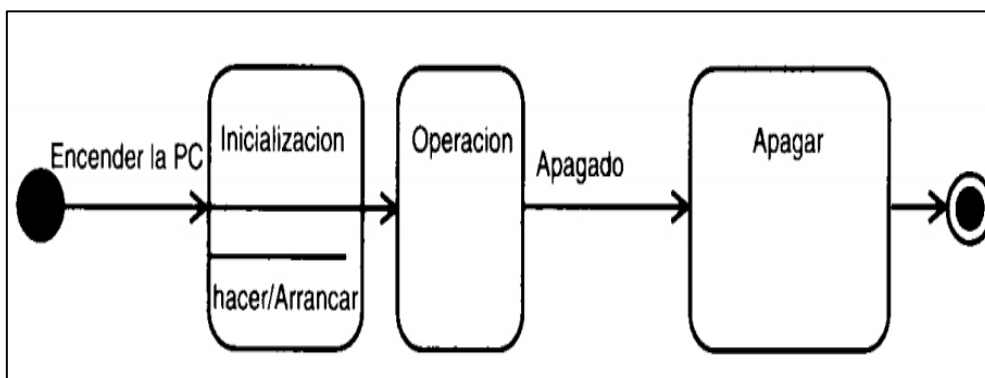 Encender la PC
Inicializacion
hacer/Arrancar
Operacion
Apagado
Apagar